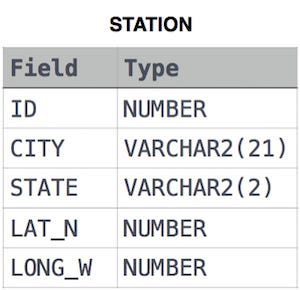 STATION
Field Type
ID NUMBER
CITY VARCHAR2(21)
STATE VARCHAR2(2)
LAT_N NUMBER
LONG_W NUMBER